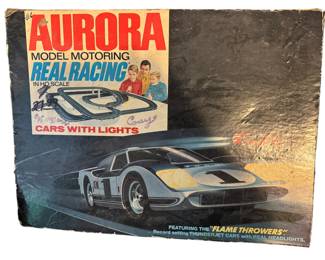 AURORA
MODEL MOTORING
REAL RACING
IN HO SCALE
CARS WITH LIGHTS
1
FEATURING THE "FLAME THROWERS"
Record setting THUNDERJET CARS with REAL HEADLIGHTS.